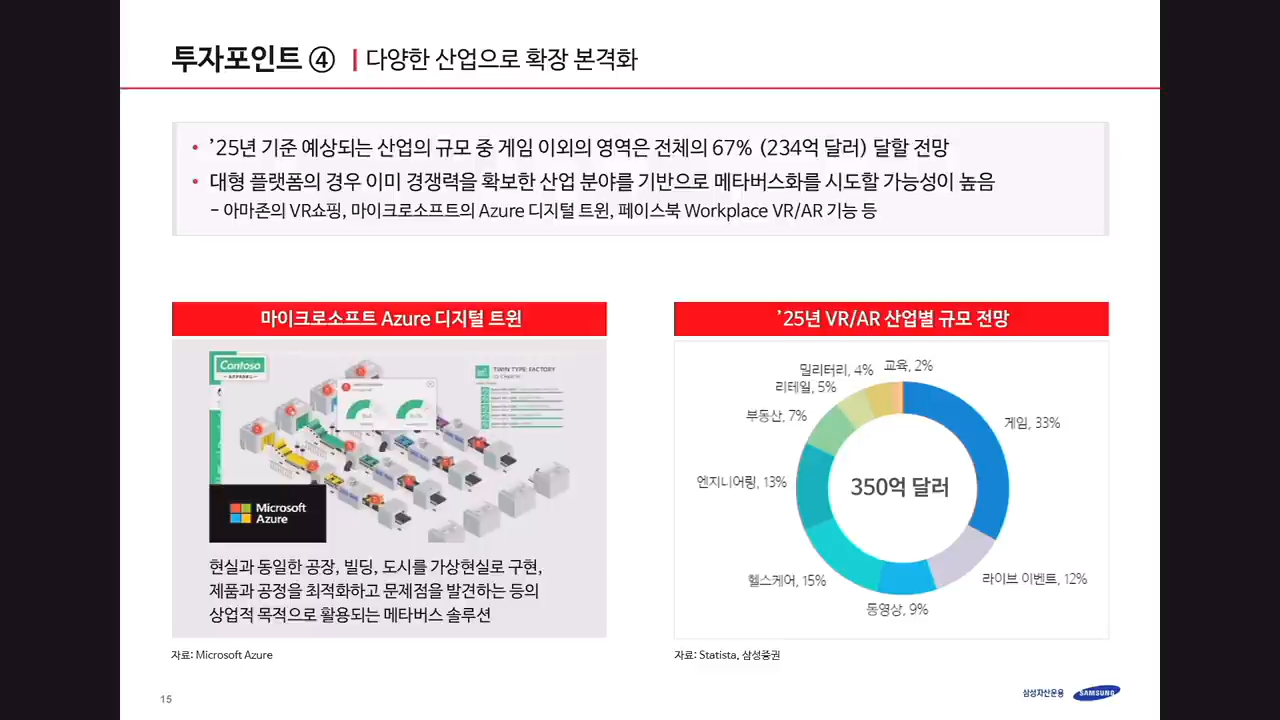 투자포인트 ④ | 다양한 산업으로 확장 본격화
• ’25년 기준 예상되는 산업의 규모 중 게임 이외의 영역은 전체의 67% (234억 달러) 달할 전망
• 대형 플랫폼의 경우 이미 경쟁력을 확보한 산업 분야를 기반으로 메타버스화를 시도할 가능성이 높음
- 아마존의 VR쇼핑, 마이크로소프트의 Azure 디지털 트윈, 페이스북 Workplace VR/AR 기능 등
마이크로소프트 Azure 디지털 트윈
Contoso
TWIN TYPE: FACTORY
Microsoft
Azure
현실과 동일한 공장, 빌딩, 도시를 가상현실로 구현,
제품과 공정을 최적화하고 문제점을 발견하는 등의
상업적 목적으로 활용되는 메타버스 솔루션
자료: Microsoft Azure
’25년 VR/AR 산업별 규모 전망
밀리터리, 4%
교육, 2%
리테일, 5%
부동산, 7%
게임, 33%
엔지니어링, 13%
350억 달러
헬스케어, 15%
라이브 이벤트, 12%
동영상, 9%
자료: Statista, 삼성증권
15
삼성자산운용
SAMSUNG